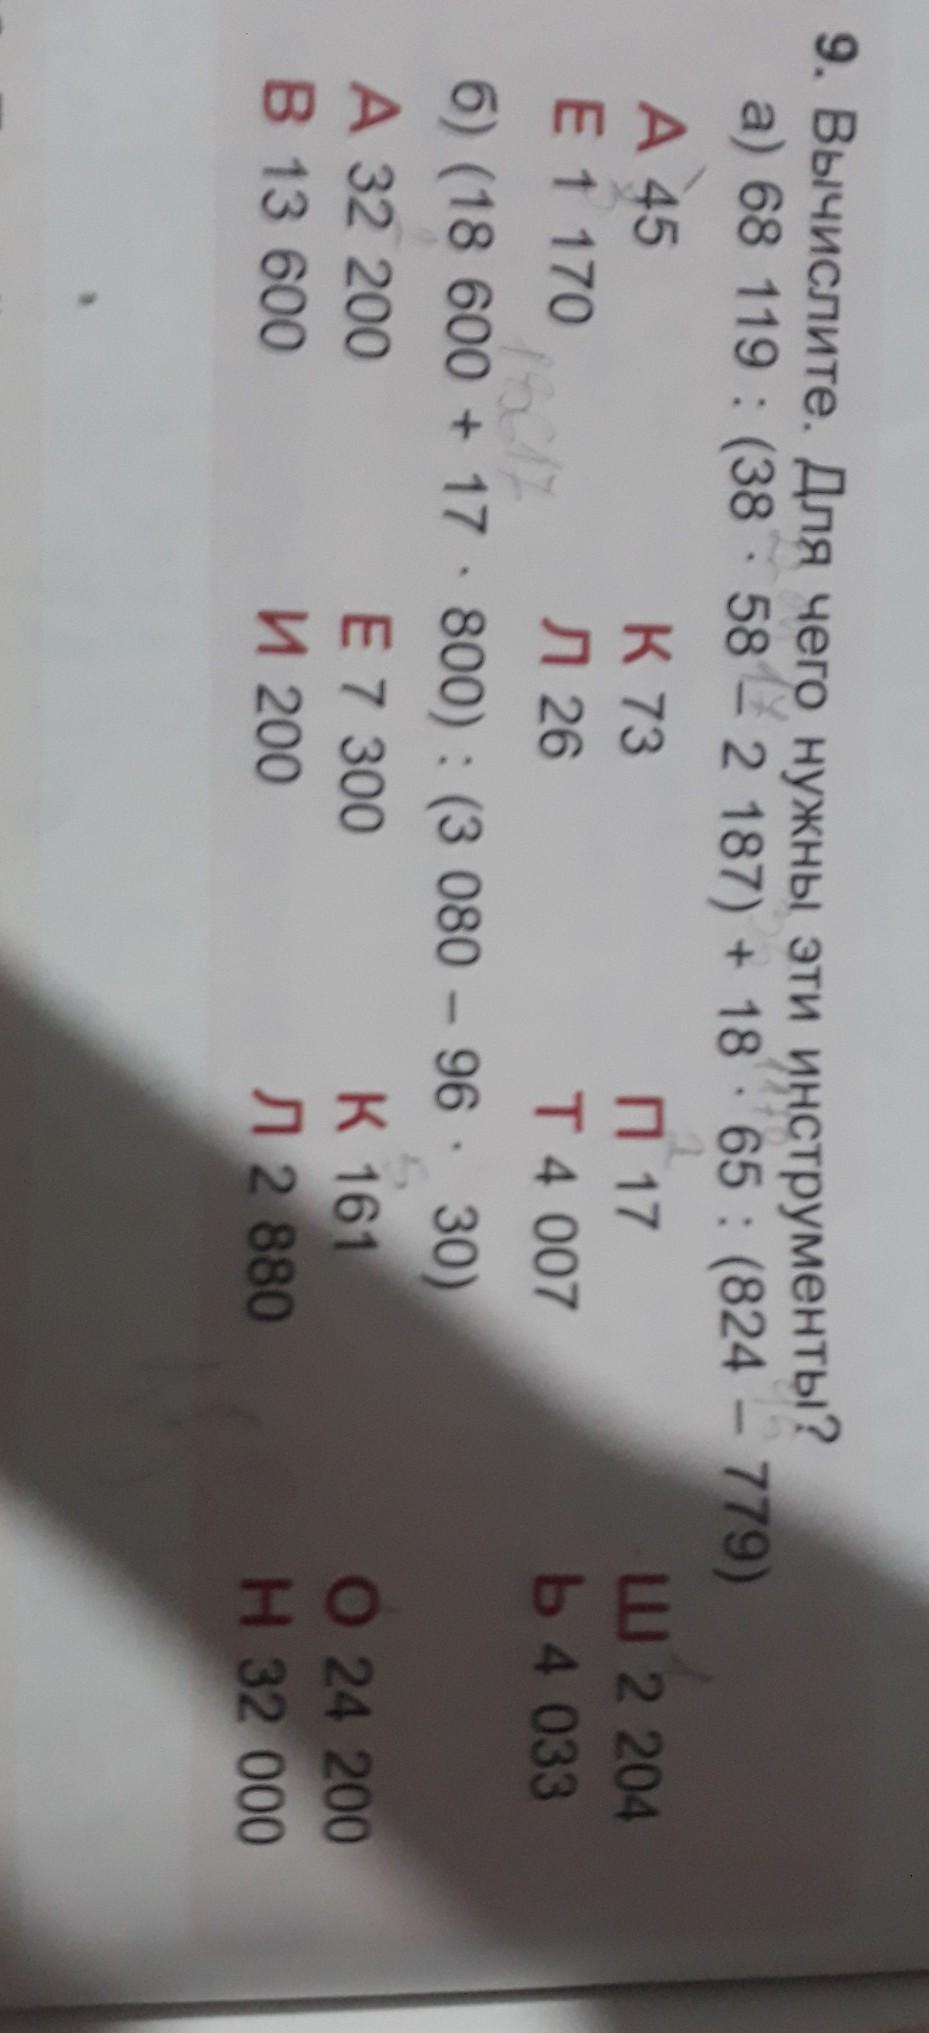 9. Вычислите. Для чего нужны эти инструменты?
а) 68 119 : (38 · 58 – 2 187) + 18 · 65 : (824 – 779)
А 45 К 73 П 17 Ш 2 204
Е 1 170 Л 26 Т 4 007 Ь 4 033
б) (18 600 + 17 · 800) : (3 080 – 96 · 30)
А 32 200 Е 7 300 К 161 О 24 200
В 13 600 И 200 Л 2 880 Н 32 000